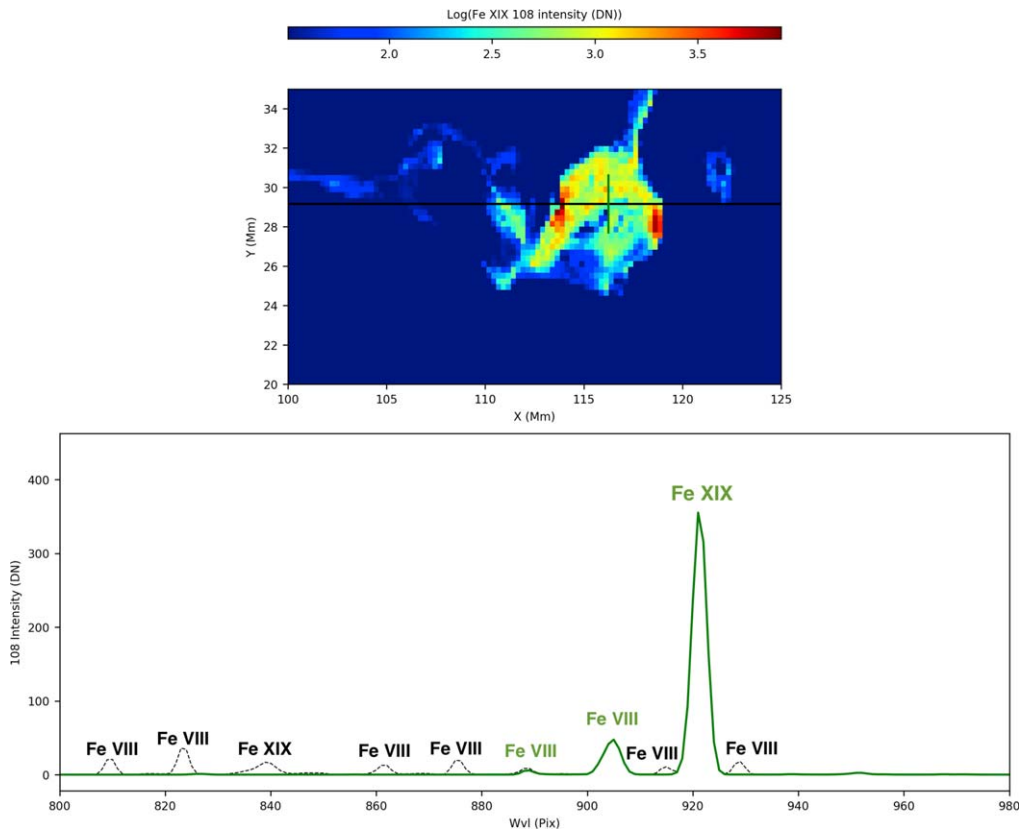 Log(Fe XIX 108 intensity (DN))
2.0 2.5 3.0 3.5
34
32
30
28
26
24
22
20
Y (Mm)
100 105 110 115 120 125
X (Mm)
400
300
200
100
0
108 Intensity (DN)
Fe XIX
Fe VIII
Fe VIII Fe VIII Fe XIX Fe VIII Fe VIII Fe VIII Fe VIII Fe VIII
800 820 840 860 880 900 920 940 960 980
Wvl (Pix)